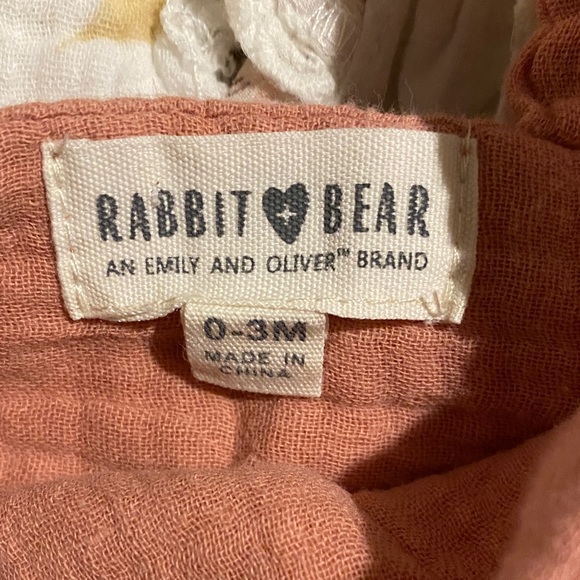 RABBIT BEAR
AN EMILY AND OLIVER™ BRAND
0-3M
MADE IN
CHINA